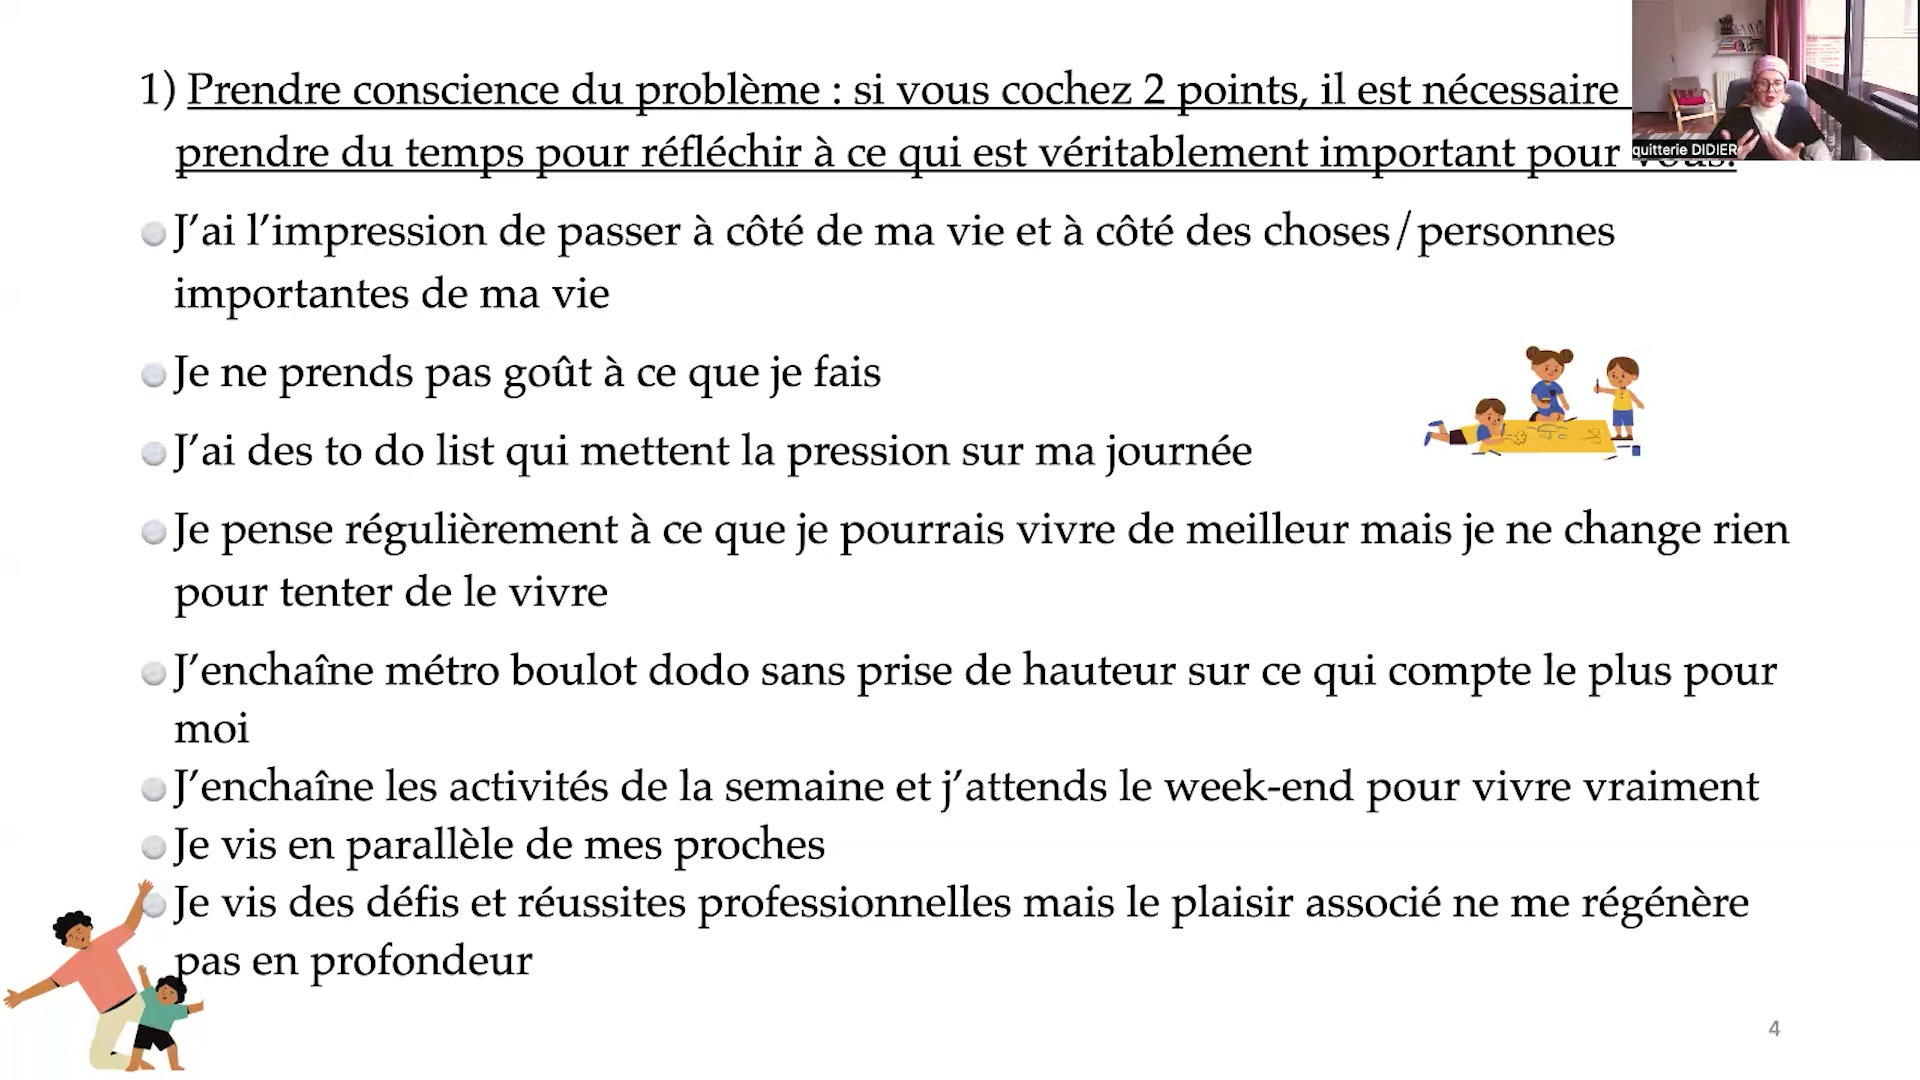 1) Prendre conscience du problème : si vous cochez 2 points, il est nécessaire
prendre du temps pour réfléchir à ce qui est véritablement important pour vous.
J’ai l’impression de passer à côté de ma vie et à côté des choses/personnes
importantes de ma vie
Je ne prends pas goût à ce que je fais
J’ai des to do list qui mettent la pression sur ma journée
Je pense régulièrement à ce que je pourrais vivre de meilleur mais je ne change rien
pour tenter de le vivre
J’enchaîne métro boulot dodo sans prise de hauteur sur ce qui compte le plus pour
moi
J’enchaîne les activités de la semaine et j’attends le week-end pour vivre vraiment
Je vis en parallèle de mes proches
Je vis des défis et réussites professionnelles mais le plaisir associé ne me régénère
pas en profondeur
quitterie DIDIER
4